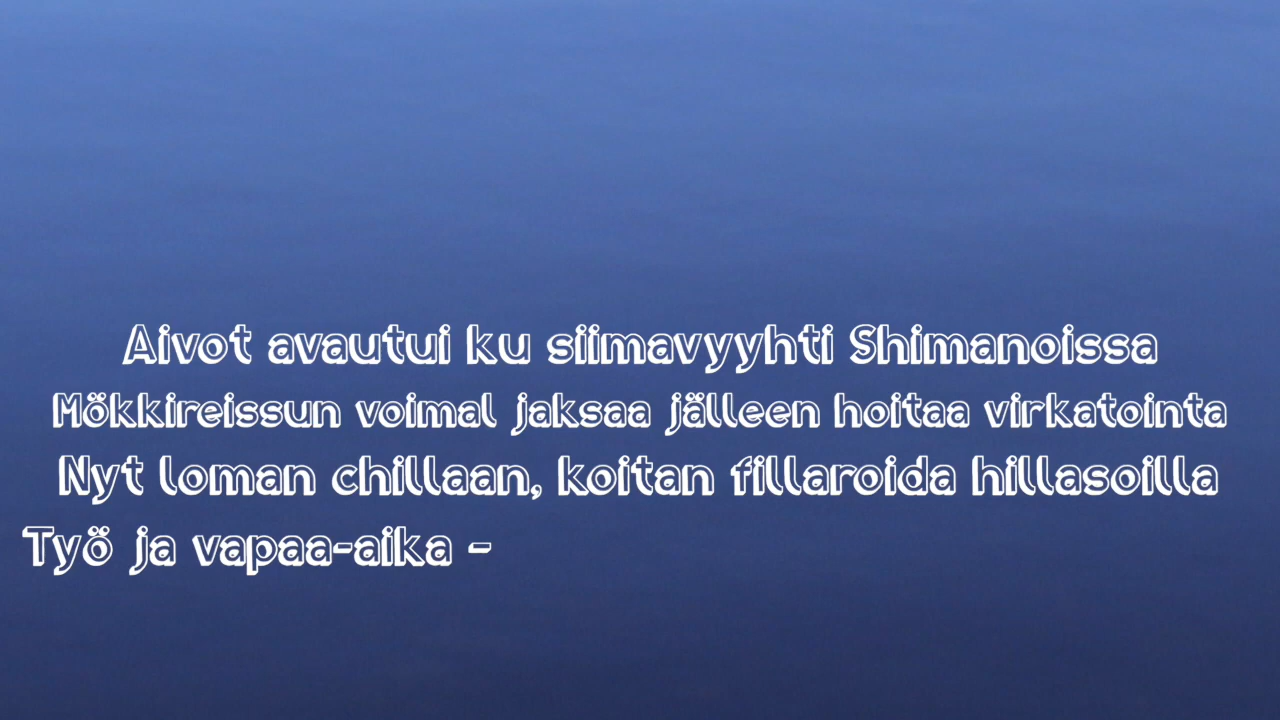 Aivot avautui ku siimavyyhti Shimanoissa
Mökkireissun voimal jaksaa jälleen hoitaa virkatointa
Nyt loman chillaan, koitan fillaroida hillasoilla
Työ ja vapaa-aika -